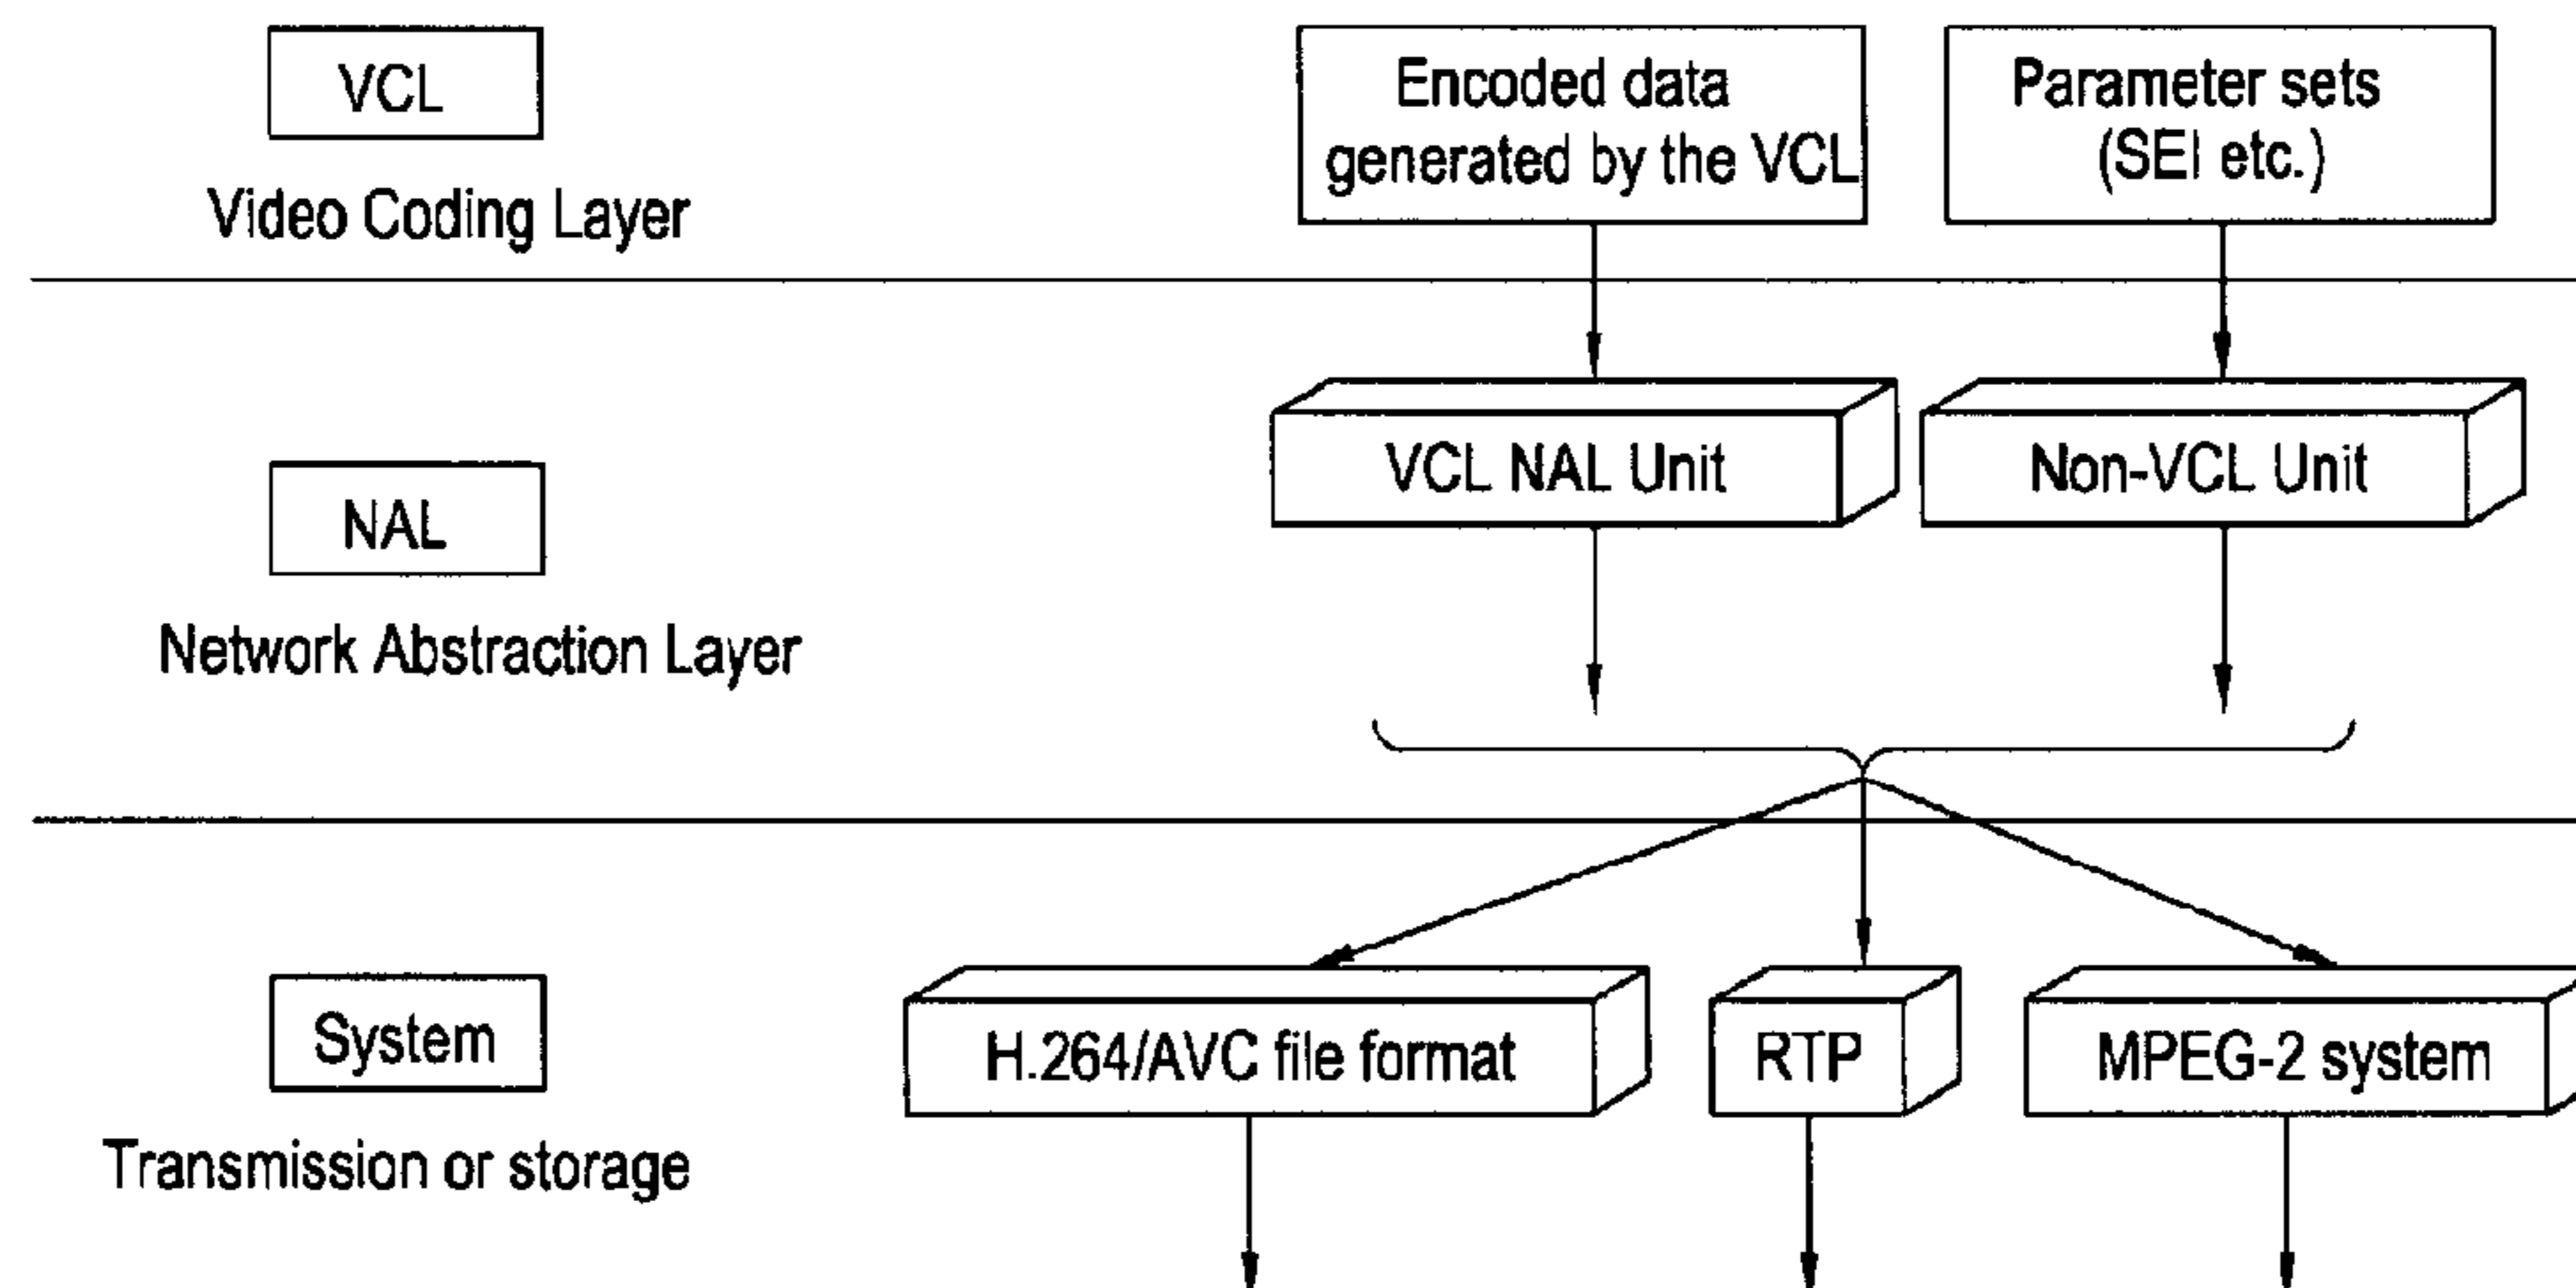 VCL
Video Coding Layer
Encoded data
generated by the VCL
Parameter sets
(SEI etc.)
NAL
Network Abstraction Layer
VCL NAL Unit
Non-VCL Unit
System
Transmission or storage
H.264/AVC file format
RTP
MPEG-2 system